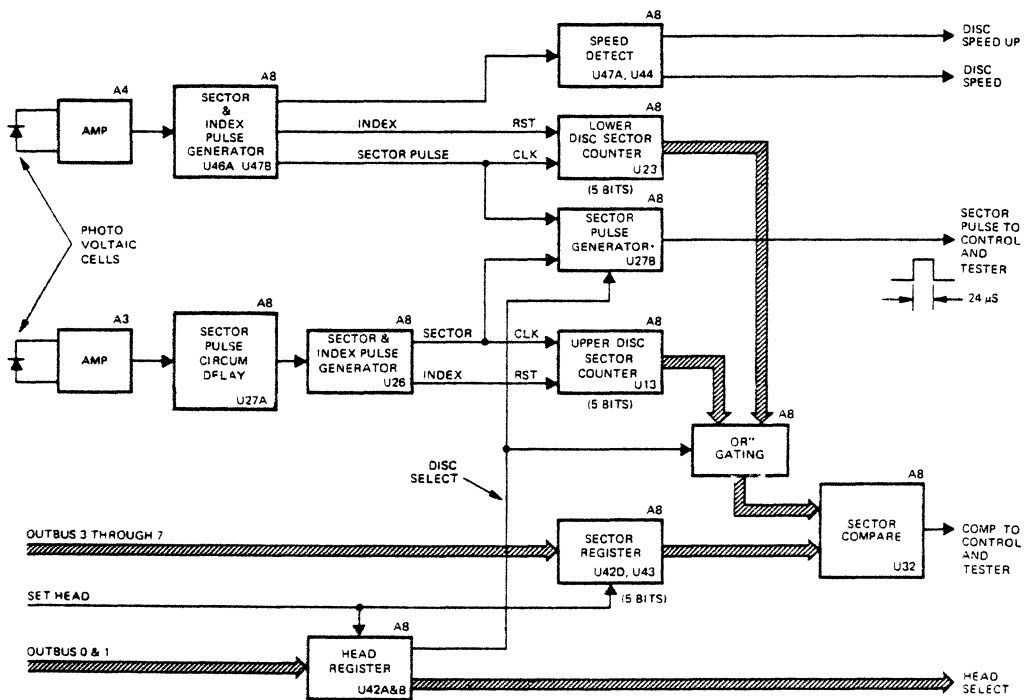 A8
SPEED
DETECT
U47A, U44
DISC
SPEED UP
DISC
SPEED
A4
AMP
A8
SECTOR
&
INDEX
PULSE
GENERATOR
U46A U47B
INDEX
RST
SECTOR PULSE
CLK
A8
LOWER
DISC SECTOR
COUNTER
U23
(5 BITS)
A8
SECTOR
PULSE
GENERATOR
U27B
SECTOR
PULSE TO
CONTROL
AND
TESTER
24 µS
PHOTO
VOLTAIC
CELLS
A3
AMP
A8
SECTOR
PULSE
CIRCUM
DELAY
U27A
A8
SECTOR &
INDEX PULSE
GENERATOR
U26
SECTOR
CLK
INDEX
RST
A8
UPPER DISC
SECTOR
COUNTER
U13
(5 BITS)
A8
OR"
GATING
DISC
SELECT
OUTBUS 3 THROUGH 7
A8
SECTOR
REGISTER
U42D, U43
(5 BITS)
A8
SECTOR
COMPARE
U32
COMP TO
CONTROL
AND
TESTER
SET HEAD
OUTBUS 0 & 1
A8
HEAD
REGISTER
U42A&B
HEAD
SELECT